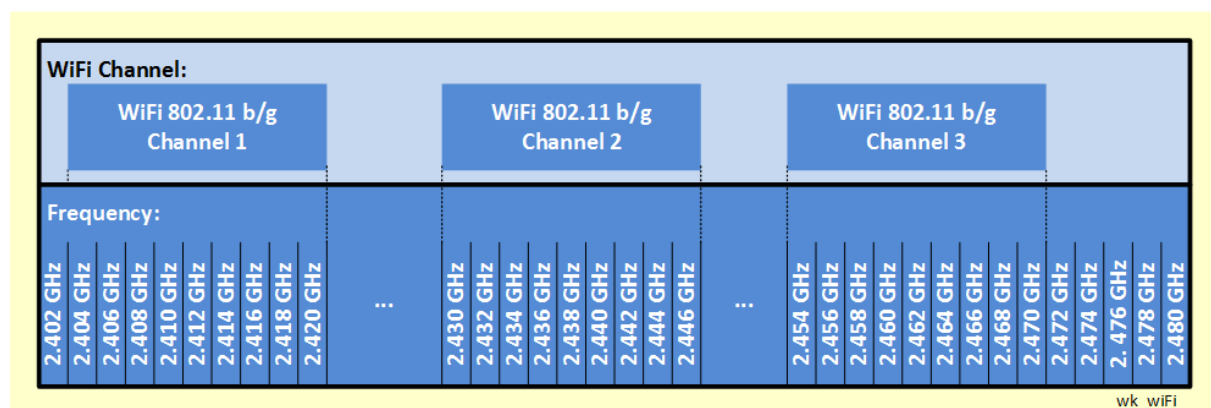 WiFi Channel:
WiFi 802.11 b/g
Channel 1
WiFi 802.11 b/g
Channel 2
WiFi 802.11 b/g
Channel 3
Frequency:
2.402 GHz
2.404 GHz
2.406 GHz
2.408 GHz
2.410 GHz
2.412 GHz
2.414 GHz
2.416 GHz
2.418 GHz
2.420 GHz
...
2.430 GHz
2.432 GHz
2.434 GHz
2.436 GHz
2.438 GHz
2.440 GHz
2.442 GHz
2.444 GHz
2.446 GHz
...
2.454 GHz
2.456 GHz
2.458 GHz
2.460 GHz
2.462 GHz
2.464 GHz
2.466 GHz
2.468 GHz
2.470 GHz
2.472 GHz
2.474 GHz
2. 476 GHz
2.478 GHz
2.480 GHz
wk_wiFi